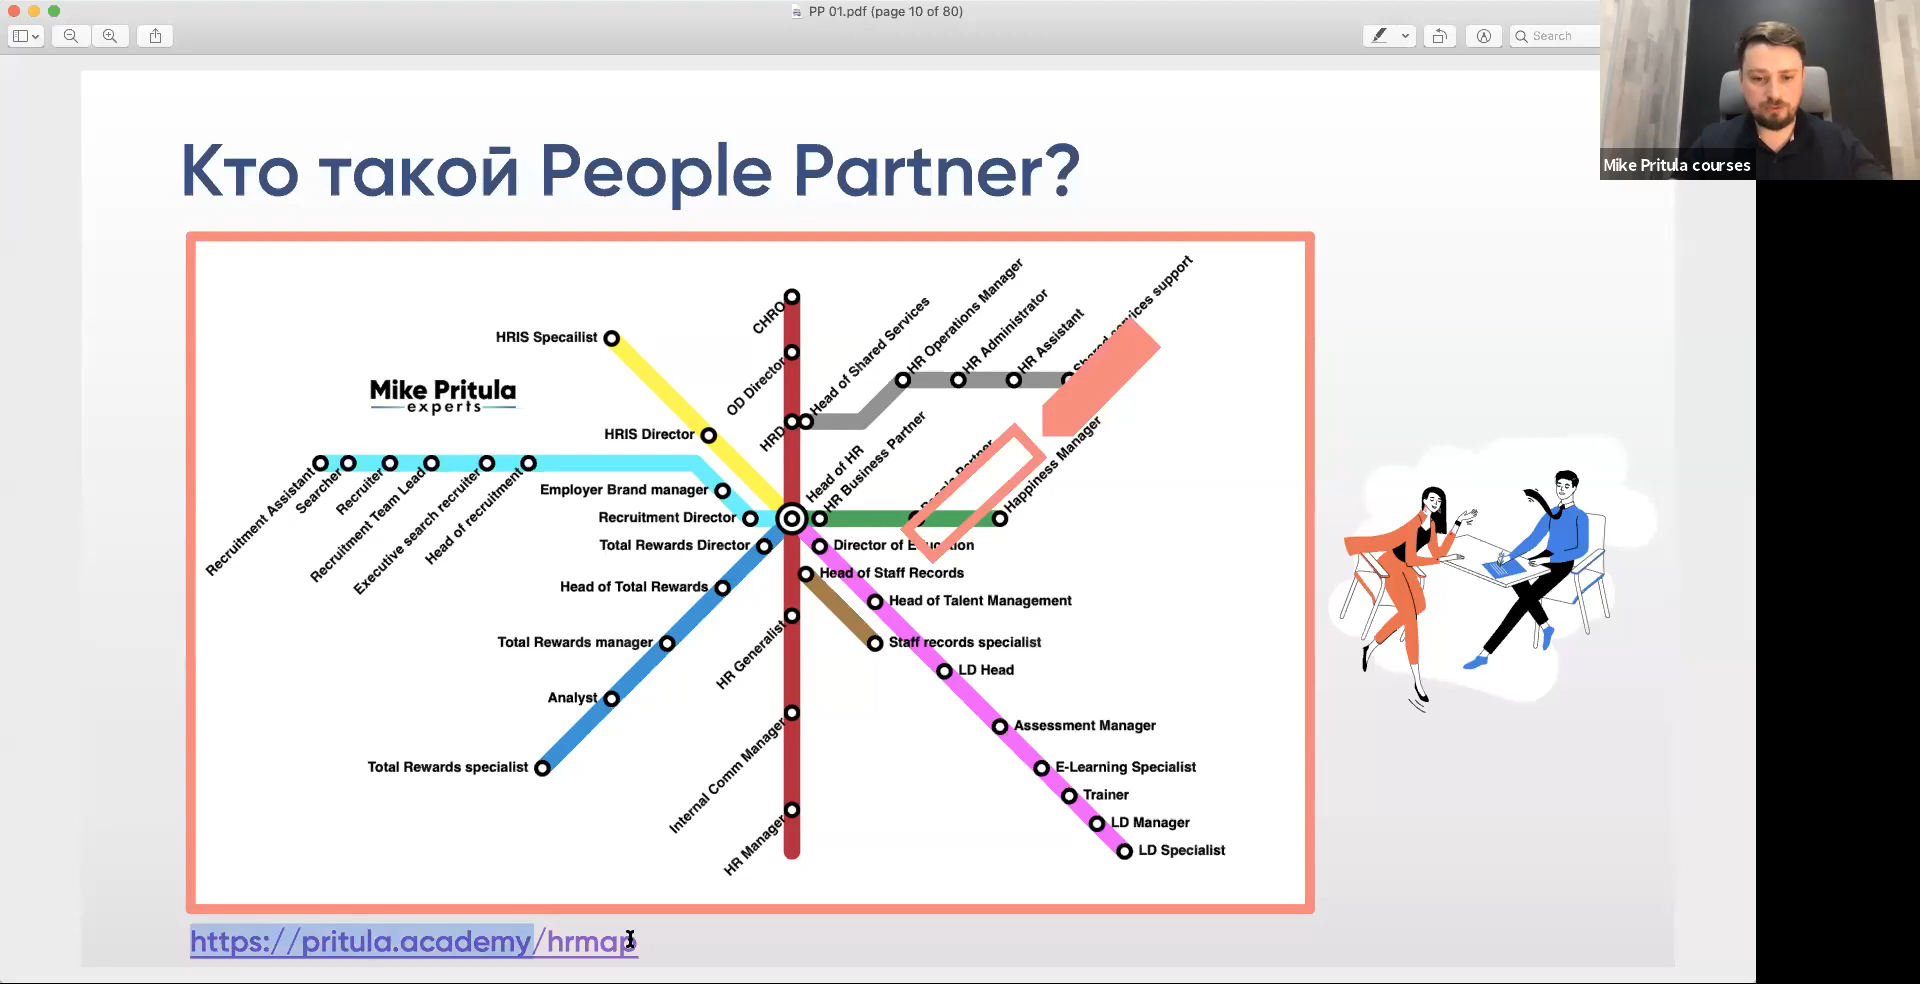 PP 01.pdf (page 10 of 80)
Search
Mike Pritula courses
Кто такой People Partner?
Mike Pritula
experts
HRIS Specailist
HRIS Director
CHRO
OD Director
HRD
Head of Shared Services
HR Operations Manager
HR Administrator
HR Assistant
Shared services support
Recruitment Assistant
Searcher
Recruiter
Recruitment Team Lead
Executive search recruiter
Head of recruitment
Employer Brand manager
Recruitment Director
Head of HR
HR Business Partner
People Partner
Happiness Manager
Total Rewards Director
Head of Total Rewards
Total Rewards manager
Analyst
Total Rewards specialist
Director of Education
Head of Staff Records
Head of Talent Management
Staff records specialist
LD Head
Assessment Manager
E-Learning Specialist
Trainer
LD Manager
LD Specialist
HR Generalist
Internal Comm Manager
HR Manager
https://pritula.academy/hrmap